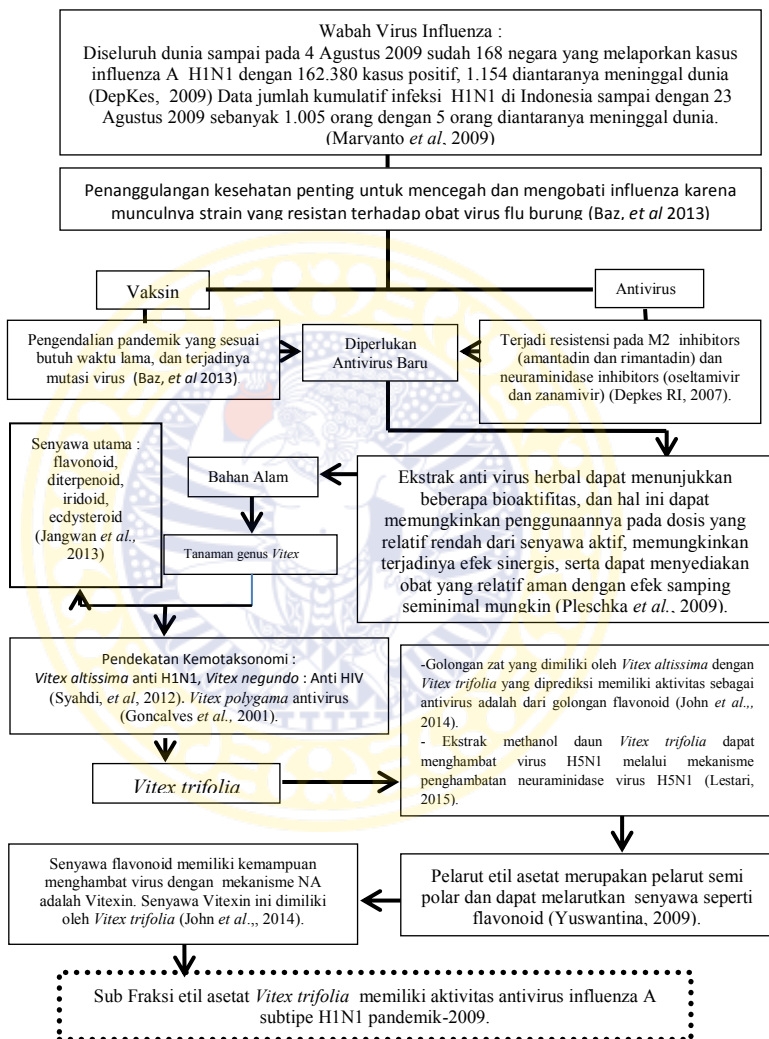 Wabah Virus Influenza :
Diseluruh dunia sampai pada 4 Agustus 2009 sudah 168 negara yang melaporkan kasus
influenza A H1N1 dengan 162.380 kasus positif, 1.154 diantaranya meninggal dunia
(DepKes, 2009) Data jumlah kumulatif infeksi H1N1 di Indonesia sampai dengan 23
Agustus 2009 sebanyak 1.005 orang dengan 5 orang diantaranya meninggal dunia.
(Maryanto et al, 2009)
Penanggulangan kesehatan penting untuk mencegah dan mengobati influenza karena
munculnya strain yang resistan terhadap obat virus flu burung (Baz, et al 2013)
Vaksin
Antivirus
Pengendalian pandemik yang sesuai
butuh waktu lama, dan terjadinya
mutasi virus (Baz, et al 2013).
Diperlukan
Antivirus Baru
Terjadi resistensi pada M2 inhibitors
(amantadin dan rimantadin) dan
neuraminidase inhibitors (oseltamivir
dan zanamivir) (Depkes RI, 2007).
Senyawa utama :
flavonoid,
diterpenoid,
iridoid,
ecdysteroid
(Jangwan et al.,
2013)
Bahan Alam
Tanaman genus Vitex
Ekstrak anti virus herbal dapat menunjukkan
beberapa bioaktifitas, dan hal ini dapat
memungkinkan penggunaannya pada dosis yang
relatif rendah dari senyawa aktif, memungkinkan
terjadinya efek sinergis, serta dapat menyediakan
obat yang relatif aman dengan efek samping
seminimal mungkin (Pleschka et al., 2009).
Pendekatan Kemotaksonomi :
Vitex altissima anti H1N1, Vitex negundo : Anti HIV
(Syahdi, et al, 2012). Vitex polygama antivirus
(Goncalves et al., 2001).
Vitex trifolia
-Golongan zat yang dimiliki oleh Vitex altissima dengan
Vitex trifolia yang diprediksi memiliki aktivitas sebagai
antivirus adalah dari golongan flavonoid (John et al.,,
2014).
- Ekstrak methanol daun Vitex trifolia dapat
menghambat virus H5N1 melalui mekanisme
penghambatan neuraminidase virus H5N1 (Lestari,
2015).
Senyawa flavonoid memiliki kemampuan
menghambat virus dengan mekanisme NA
adalah Vitexin. Senyawa Vitexin ini dimiliki
oleh Vitex trifolia (John et al.,, 2014).
Pelarut etil asetat merupakan pelarut semi
polar dan dapat melarutkan senyawa seperti
flavonoid (Yuswantina, 2009).
Sub Fraksi etil asetat Vitex trifolia memiliki aktivitas antivirus influenza A
subtipe H1N1 pandemik-2009.